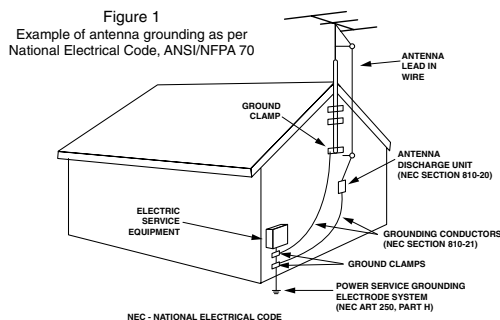 Figure 1
Example of antenna grounding as per
National Electrical Code, ANSI/NFPA 70
ANTENNA
LEAD IN
WIRE
GROUND
CLAMP
ANTENNA
DISCHARGE UNIT
(NEC SECTION 810-20)
ELECTRIC
SERVICE
EQUIPMENT
GROUNDING CONDUCTORS
(NEC SECTION 810-21)
GROUND CLAMPS
POWER SERVICE GROUNDING
ELECTRODE SYSTEM
(NEC ART 250, PART H)
NEC - NATIONAL ELECTRICAL CODE